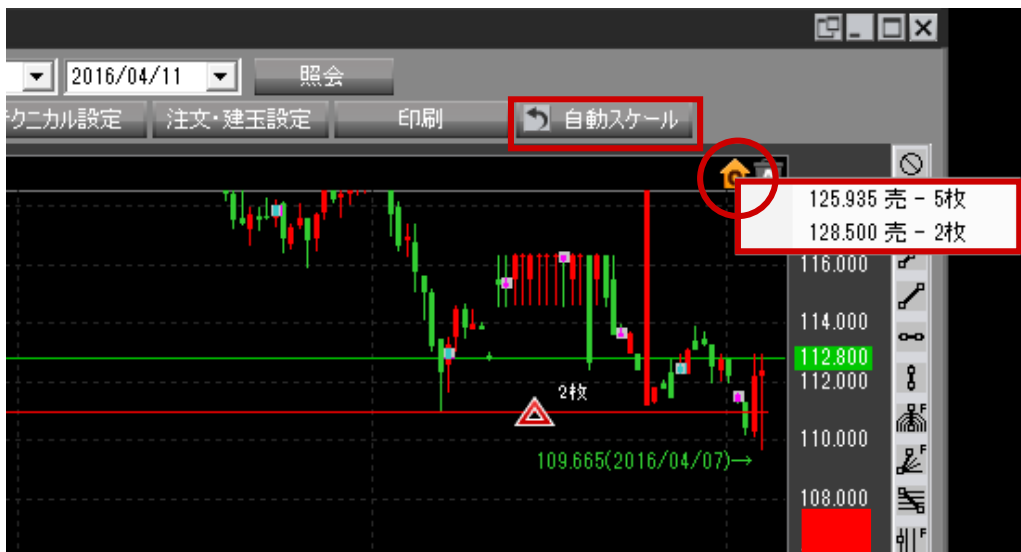 2016/04/11 照会
テクニカル設定 注文・建玉設定 印刷 自動スケール
125.935 売 - 5枚
128.500 売 - 2枚
116.000
114.000
112.800
112.000
2枚
110.000
109.665(2016/04/07)→
108.000